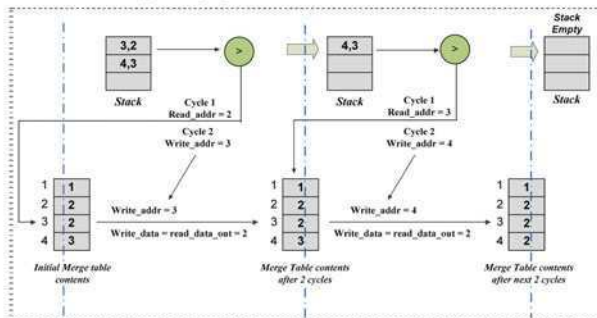 Stack
Empty
3,2
4,3
>
4,3
>
Stack
Stack
Stack
Cycle 1
Read_addr = 2
Cycle 2
Write_addr = 3
Cycle 1
Read_addr = 3
Cycle 2
Write_addr = 4
1 1
2 2
3 2
4 3
Write_addr = 3
Write_data = read_data_out = 2
1 1
2 2
3 2
4 3
Write_addr = 4
Write_data = read_data_out = 2
1 1
2 2
3 2
4 2
Initial Merge table
contents
Merge Table contents
after 2 cycles
Merge Table contents
after next 2 cycles